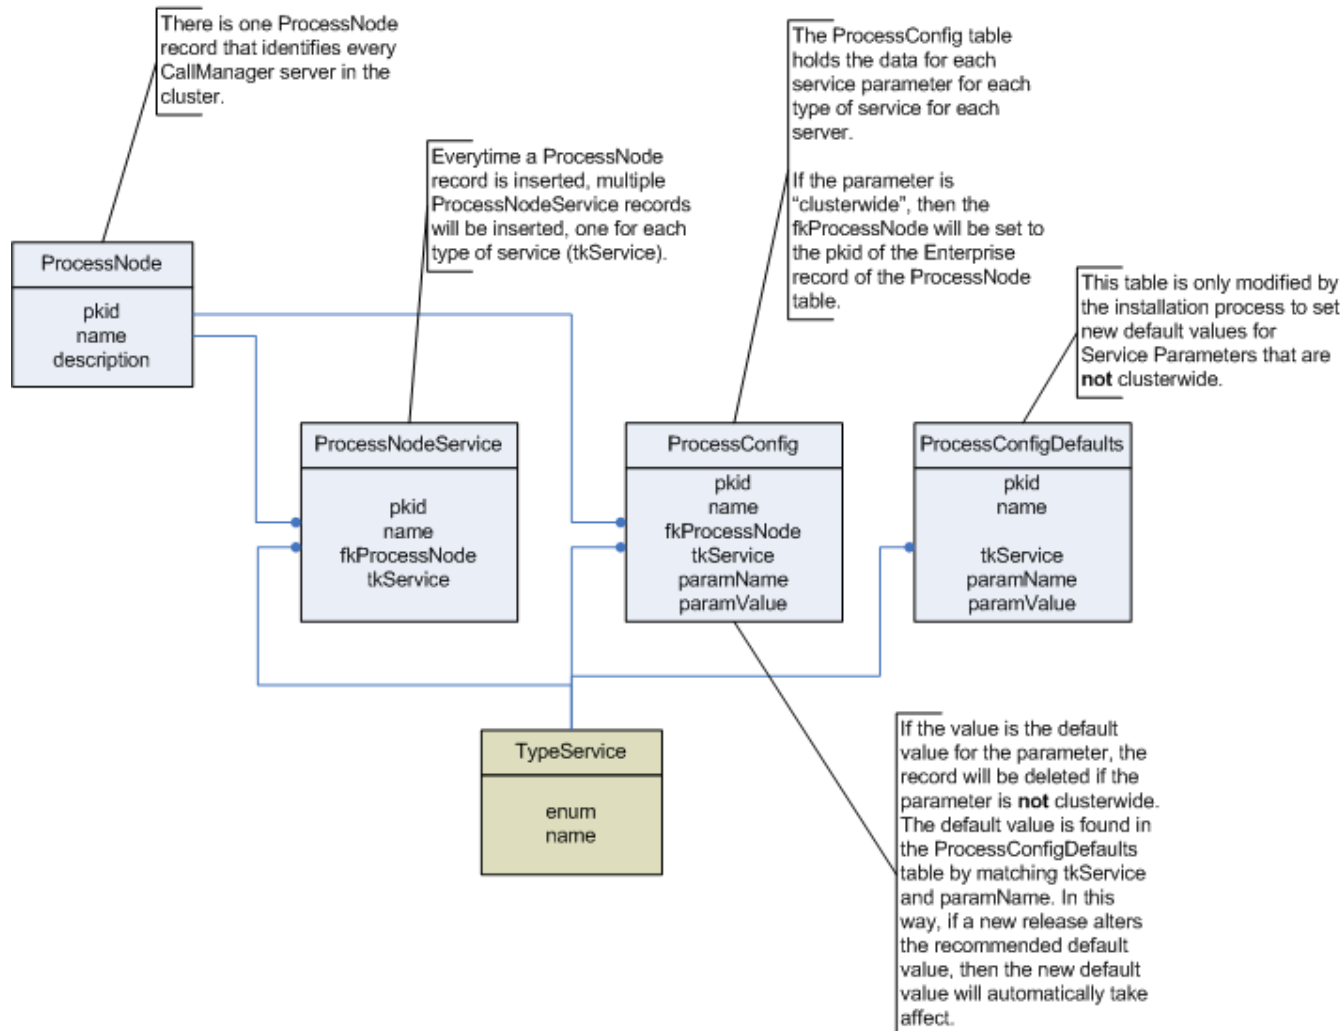 There is one ProcessNode
record that identifies every
CallManager server in the
cluster.
The ProcessConfig table
holds the data for each
service parameter for each
type of service for each
server.
If the parameter is
“clusterwide”, then the
fkProcessNode will be set to
the pkid of the Enterprise
record of the ProcessNode
table.
Everytime a ProcessNode
record is inserted, multiple
ProcessNodeService records
will be inserted, one for each
type of service (tkService).
This table is only modified by
the installation process to set
new default values for
Service Parameters that are
not clusterwide.
ProcessNode
pkid
name
description
ProcessNodeService
pkid
name
fkProcessNode
tkService
ProcessConfig
pkid
name
fkProcessNode
tkService
paramName
paramValue
ProcessConfigDefaults
pkid
name
tkService
paramName
paramValue
TypeService
enum
name
If the value is the default
value for the parameter, the
record will be deleted if the
parameter is not clusterwide.
The default value is found in
the ProcessConfigDefaults
table by matching tkService
and paramName. In this
way, if a new release alters
the recommended default
value, then the new default
value will automatically take
affect.